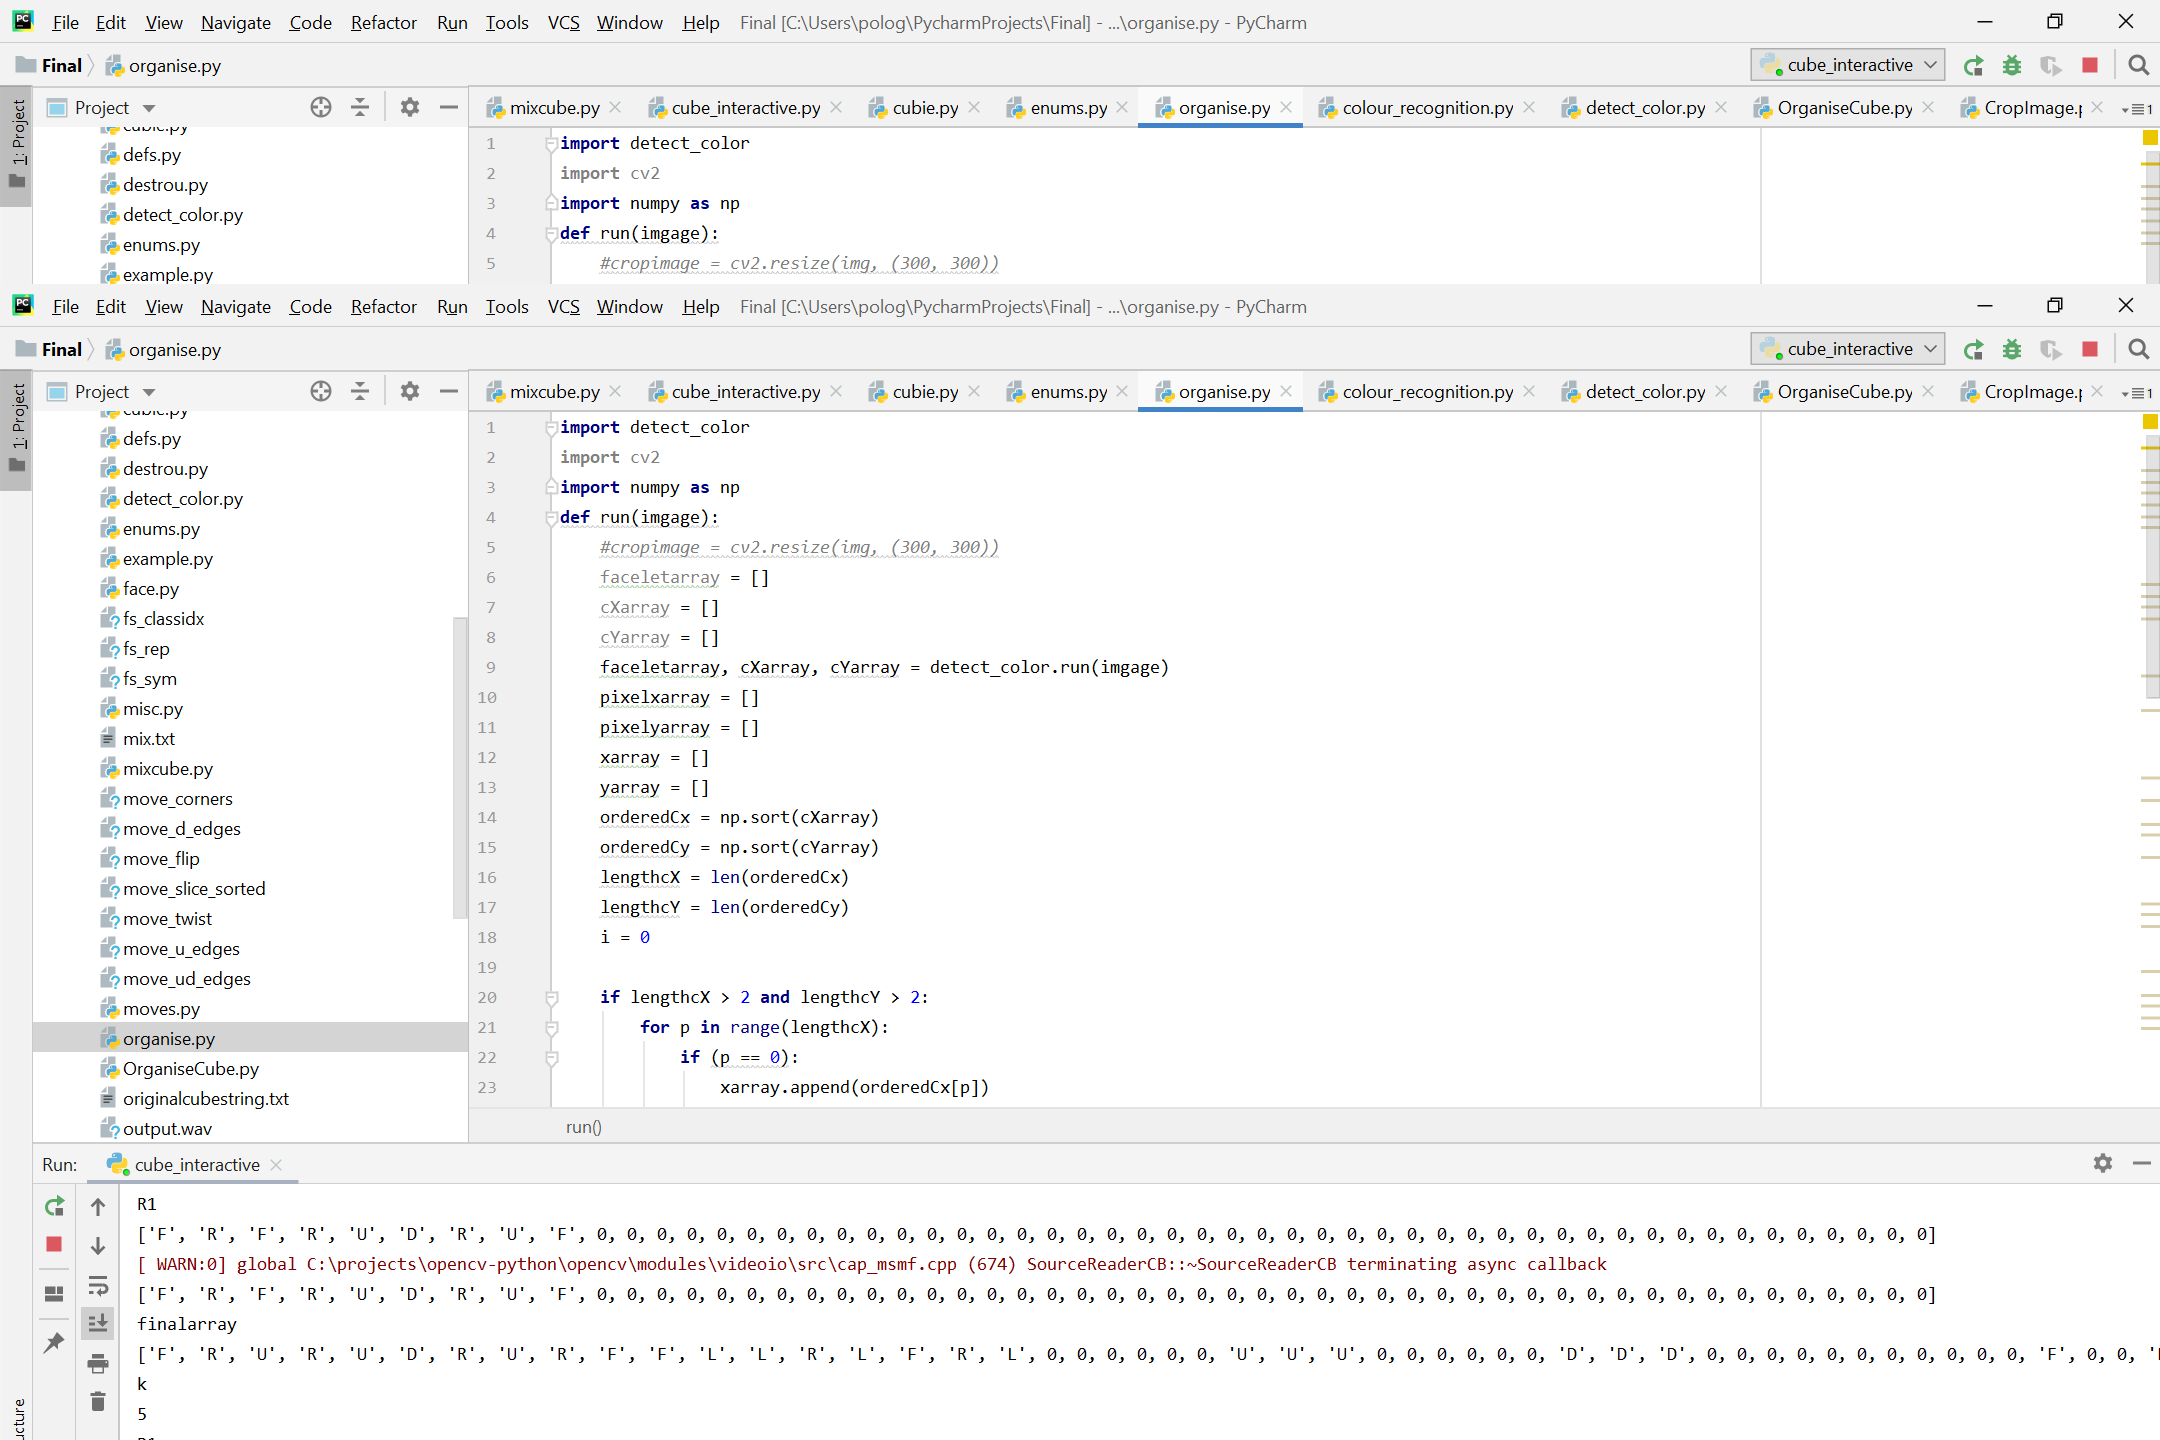 File Edit View Navigate Code Refactor Run Tools VCS Window Help Final [C:\Users\polog\PycharmProjects\Final] - ...\organise.py - PyCharm
Final organise.py cube_interactive
1: Project
Project mixcube.py cube_interactive.py cubie.py enums.py organise.py colour_recognition.py detect_color.py OrganiseCube.py CropImage.p 1
cubie.py
defs.py
destrou.py
detect_color.py
enums.py
example.py
1 import detect_color
2 import cv2
3 import numpy as np
4 def run(imgage):
5 #cropimage = cv2.resize(img, (300, 300))
File Edit View Navigate Code Refactor Run Tools VCS Window Help Final [C:\Users\polog\PycharmProjects\Final] - ...\organise.py - PyCharm
Final organise.py cube_interactive
1: Project
Project mixcube.py cube_interactive.py cubie.py enums.py organise.py colour_recognition.py detect_color.py OrganiseCube.py CropImage.p 1
cubie.py
defs.py
destrou.py
detect_color.py
enums.py
example.py
face.py
fs_classidx
fs_rep
fs_sym
misc.py
mix.txt
mixcube.py
move_corners
move_d_edges
move_flip
move_slice_sorted
move_twist
move_u_edges
move_ud_edges
moves.py
organise.py
OrganiseCube.py
originalcubestring.txt
output.wav
1 import detect_color
2 import cv2
3 import numpy as np
4 def run(imgage):
5 #cropimage = cv2.resize(img, (300, 300))
6 faceletarray = []
7 cXarray = []
8 cYarray = []
9 faceletarray, cXarray, cYarray = detect_color.run(imgage)
10 pixelxarray = []
11 pixelyarray = []
12 xarray = []
13 yarray = []
14 orderedCx = np.sort(cXarray)
15 orderedCy = np.sort(cYarray)
16 lengthcX = len(orderedCx)
17 lengthcY = len(orderedCy)
18 i = 0
19
20 if lengthcX > 2 and lengthcY > 2:
21 for p in range(lengthcX):
22 if (p == 0):
23 xarray.append(orderedCx[p])
run()
Run: cube_interactive
R1
['F', 'R', 'F', 'R', 'U', 'D', 'R', 'U', 'F', 0, 0, 0, 0, 0, 0, 0, 0, 0, 0, 0, 0, 0, 0, 0, 0, 0, 0, 0, 0, 0, 0, 0, 0, 0, 0, 0, 0, 0, 0, 0, 0, 0, 0, 0, 0, 0, 0, 0, 0, 0, 0, 0, 0]
[ WARN:0] global C:\projects\opencv-python\opencv\modules\videoio\src\cap_msmf.cpp (674) SourceReaderCB::~SourceReaderCB terminating async callback
['F', 'R', 'F', 'R', 'U', 'D', 'R', 'U', 'F', 0, 0, 0, 0, 0, 0, 0, 0, 0, 0, 0, 0, 0, 0, 0, 0, 0, 0, 0, 0, 0, 0, 0, 0, 0, 0, 0, 0, 0, 0, 0, 0, 0, 0, 0, 0, 0, 0, 0, 0, 0, 0, 0, 0]
finalarray
['F', 'R', 'U', 'R', 'U', 'D', 'R', 'U', 'R', 'F', 'F', 'L', 'L', 'R', 'L', 'F', 'R', 'L', 0, 0, 0, 0, 0, 0, 'U', 'U', 'U', 0, 0, 0, 0, 0, 0, 'D', 'D', 'D', 0, 0, 0, 0, 0, 0, 0, 0, 0, 0, 0, 'F', 0, 0,
k
5